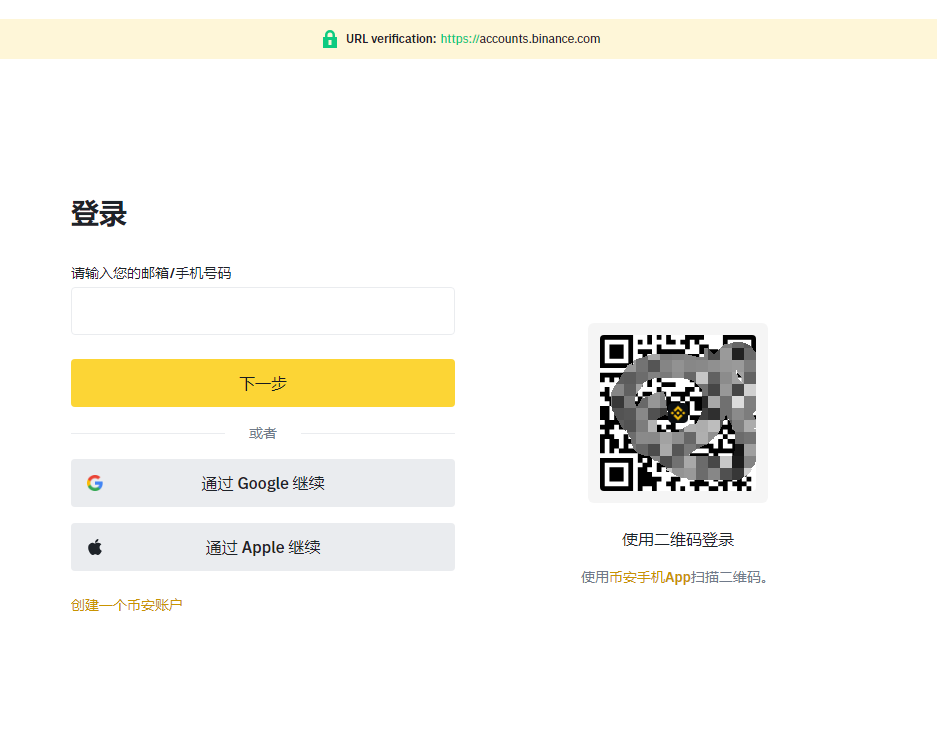 URL verification: https://accounts.binance.com
登录
请输入您的邮箱/手机号码
下一步
或者
通过 Google 继续
通过 Apple 继续
创建一个币安账户
使用二维码登录
使用币安手机App扫描二维码。